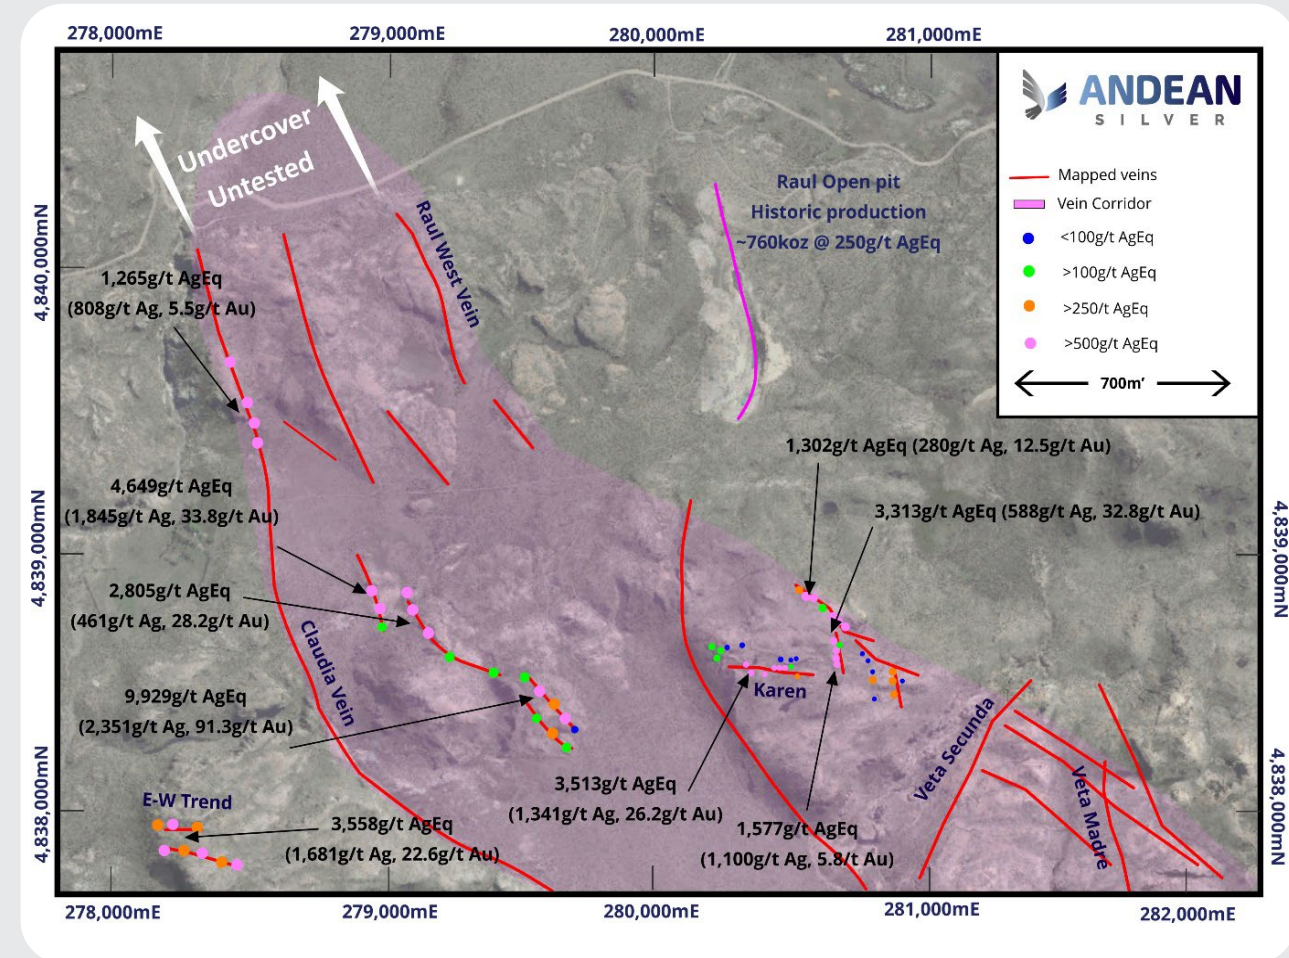 278,000mE
279,000mE
280,000mE
281,000mE
ANDEAN
SILVER
Mapped veins
Vein Corridor
<100g/t AgEq
>100g/t AgEq
>250/t AgEq
>500g/t AgEq
700m’
Undercover
Untested
Raul West Vein
Raul Open pit
Historic production
~760koz @ 250g/t AgEq
4,840,000mN
1,265g/t AgEq
(808g/t Ag, 5.5g/t Au)
1,302g/t AgEq (280g/t Ag, 12.5g/t Au)
4,649g/t AgEq
(1,845g/t Ag, 33.8g/t Au)
3,313g/t AgEq (588g/t Ag, 32.8g/t Au)
4,839,000mN
4,839,000mN
2,805g/t AgEq
(461g/t Ag, 28.2g/t Au)
Claudia Vein
Karen
9,929g/t AgEq
(2,351g/t Ag, 91.3g/t Au)
Veta Secunda
Veta Madre
3,513g/t AgEq
(1,341g/t Ag, 26.2g/t Au)
1,577g/t AgEq
(1,100g/t Ag, 5.8/t Au)
E-W Trend
3,558g/t AgEq
(1,681g/t Ag, 22.6g/t Au)
4,838,000mN
4,838,000mN
278,000mE
279,000mE
280,000mE
281,000mE
282,000mE